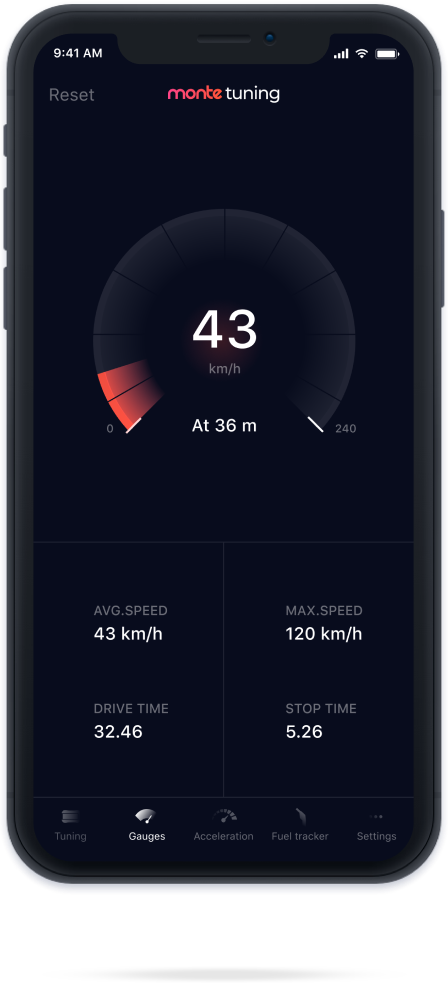 9:41 AM
Reset
monte tuning
43
km/h
At 36 m
0
240
AVG.SPEED
43 km/h
MAX.SPEED
120 km/h
DRIVE TIME
32.46
STOP TIME
5.26
Tuning
Gauges
Acceleration
Fuel tracker
Settings